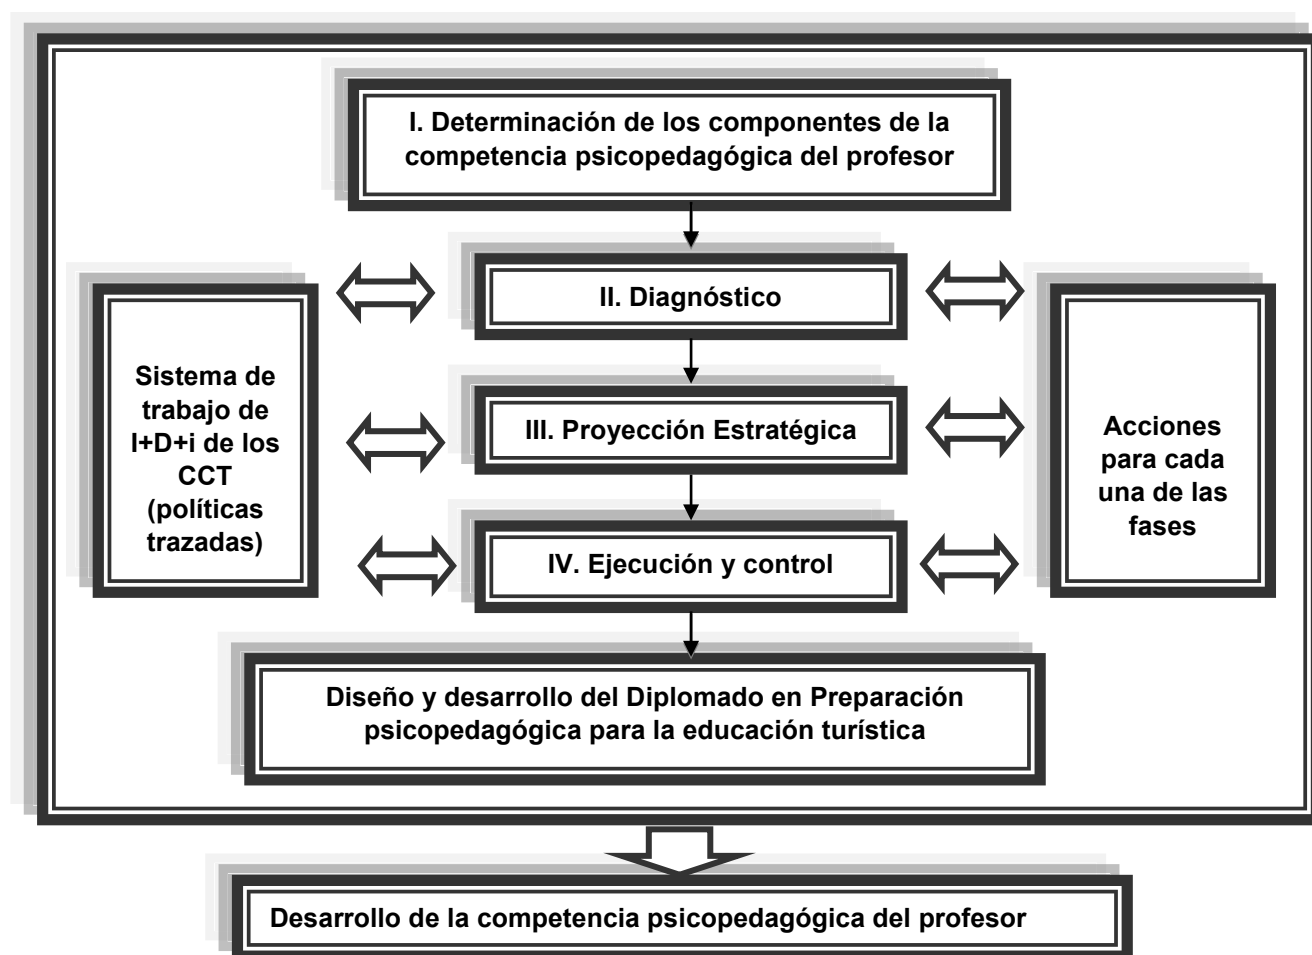 I. Determinación de los componentes de la
competencia psicopedagógica del profesor
II. Diagnóstico
Sistema de
trabajo de
I+D+i de los
CCT
(políticas
trazadas)
III. Proyección Estratégica
Acciones
para cada
una de las
fases
IV. Ejecución y control
Diseño y desarrollo del Diplomado en Preparación
psicopedagógica para la educación turística
Desarrollo de la competencia psicopedagógica del profesor